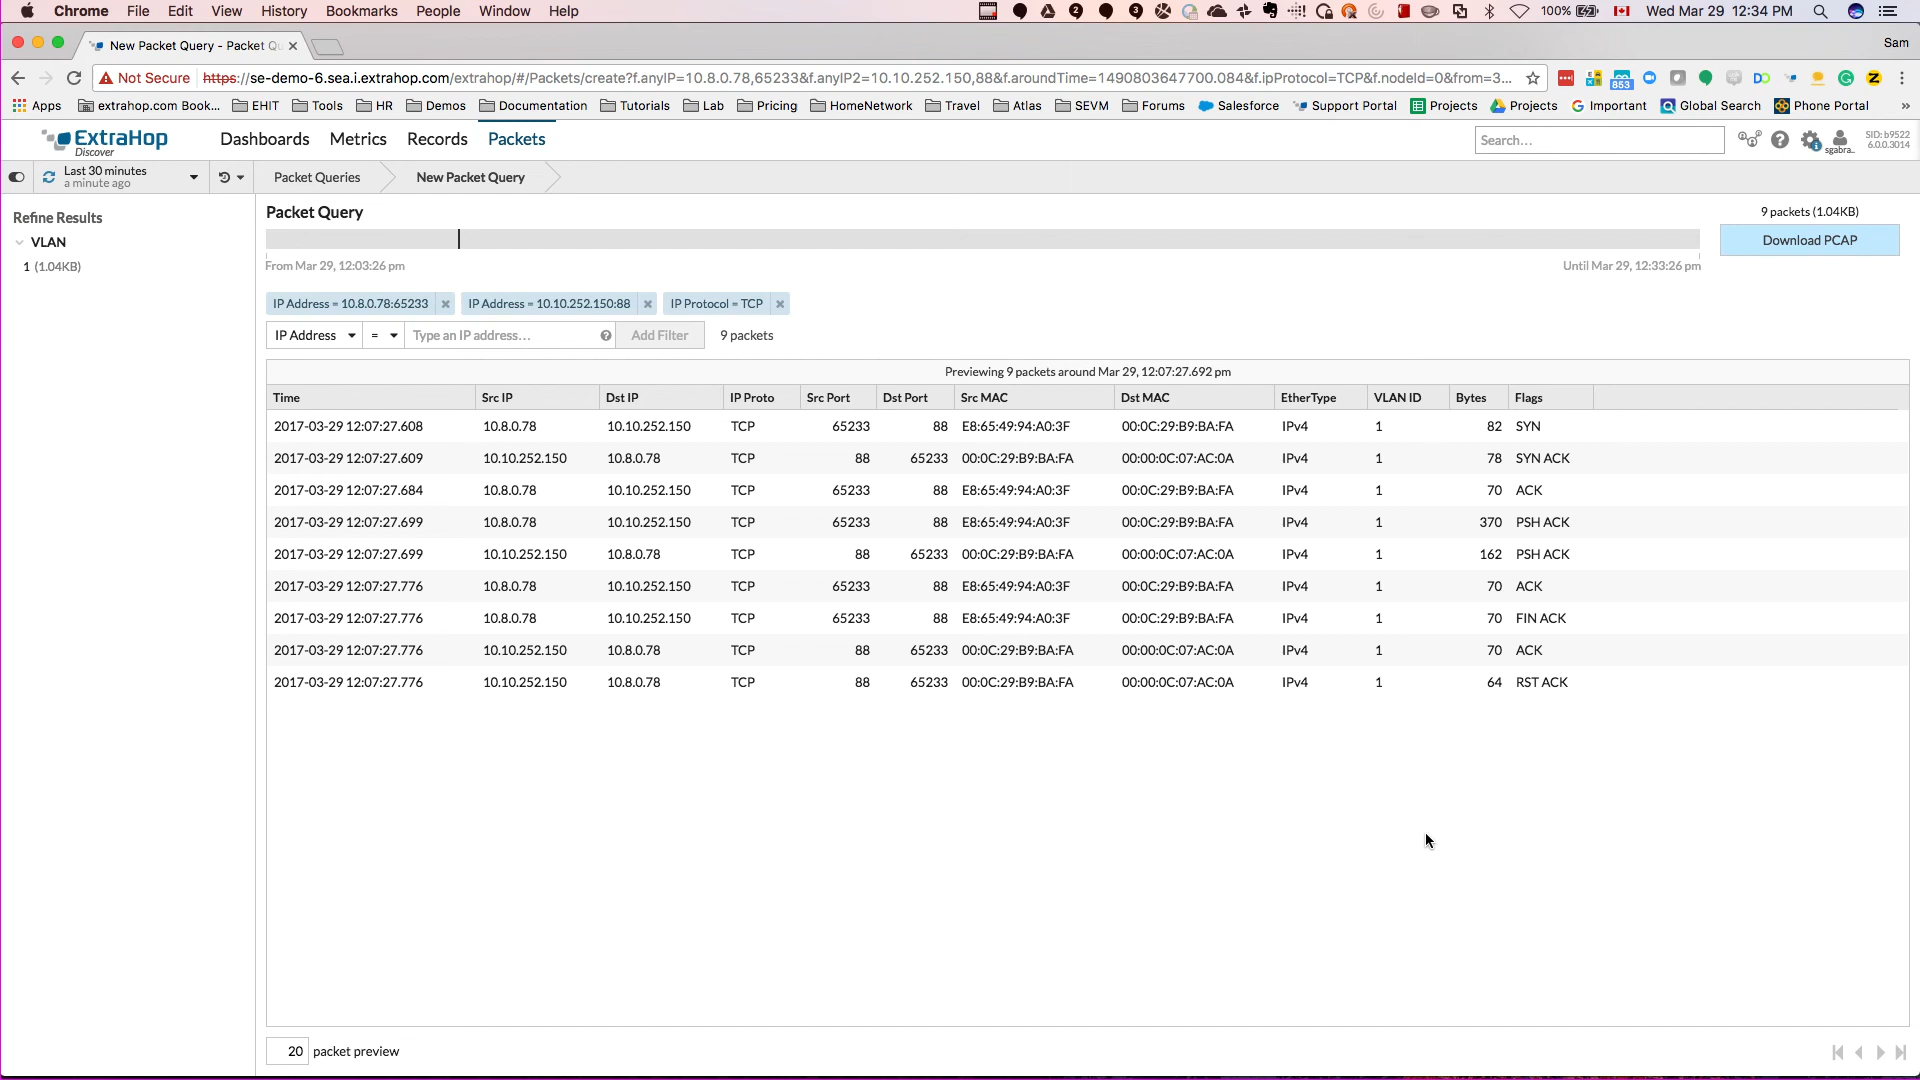 Chrome File Edit View History Bookmarks People Window Help 100% Wed Mar 29 12:34 PM
New Packet Query - Packet Q Sam
Not Secure https://se-demo-6.sea.i.extrahop.com/extrahop/#/Packets/create?f.anyIP=10.8.0.78,65233&f.anyIP2=10.10.252.150,88&f.aroundTime=1490803647700.084&f.ipProtocol=TCP&f.nodeId=0&from=3... 853
Apps extrahop.com Book... EHIT Tools HR Demos Documentation Tutorials Lab Pricing HomeNetwork Travel Atlas SEVM Forums Salesforce Support Portal Projects Projects Important Global Search Phone Portal »
ExtraHop Discover Dashboards Metrics Records Packets Search... sgabra.. SID: b9522 6.0.0.3014
Last 30 minutes a minute ago Packet Queries New Packet Query
Refine Results
VLAN
1 (1.04KB)
Packet Query 9 packets (1.04KB)
Download PCAP
From Mar 29, 12:03:26 pm Until Mar 29, 12:33:26 pm
IP Address = 10.8.0.78:65233 × IP Address = 10.10.252.150:88 × IP Protocol = TCP ×
IP Address = Type an IP address... Add Filter 9 packets
Previewing 9 packets around Mar 29, 12:07:27.692 pm
Time Src IP Dst IP IP Proto Src Port Dst Port Src MAC Dst MAC EtherType VLAN ID Bytes Flags
2017-03-29 12:07:27.608 10.8.0.78 10.10.252.150 TCP 65233 88 E8:65:49:94:A0:3F 00:0C:29:B9:BA:FA IPv4 1 82 SYN
2017-03-29 12:07:27.609 10.10.252.150 10.8.0.78 TCP 88 65233 00:0C:29:B9:BA:FA 00:00:0C:07:AC:0A IPv4 1 78 SYN ACK
2017-03-29 12:07:27.684 10.8.0.78 10.10.252.150 TCP 65233 88 E8:65:49:94:A0:3F 00:0C:29:B9:BA:FA IPv4 1 70 ACK
2017-03-29 12:07:27.699 10.8.0.78 10.10.252.150 TCP 65233 88 E8:65:49:94:A0:3F 00:0C:29:B9:BA:FA IPv4 1 370 PSH ACK
2017-03-29 12:07:27.699 10.10.252.150 10.8.0.78 TCP 88 65233 00:0C:29:B9:BA:FA 00:00:0C:07:AC:0A IPv4 1 162 PSH ACK
2017-03-29 12:07:27.776 10.8.0.78 10.10.252.150 TCP 65233 88 E8:65:49:94:A0:3F 00:0C:29:B9:BA:FA IPv4 1 70 ACK
2017-03-29 12:07:27.776 10.8.0.78 10.10.252.150 TCP 65233 88 E8:65:49:94:A0:3F 00:0C:29:B9:BA:FA IPv4 1 70 FIN ACK
2017-03-29 12:07:27.776 10.10.252.150 10.8.0.78 TCP 88 65233 00:0C:29:B9:BA:FA 00:00:0C:07:AC:0A IPv4 1 70 ACK
2017-03-29 12:07:27.776 10.10.252.150 10.8.0.78 TCP 88 65233 00:0C:29:B9:BA:FA 00:00:0C:07:AC:0A IPv4 1 64 RST ACK
20 packet preview